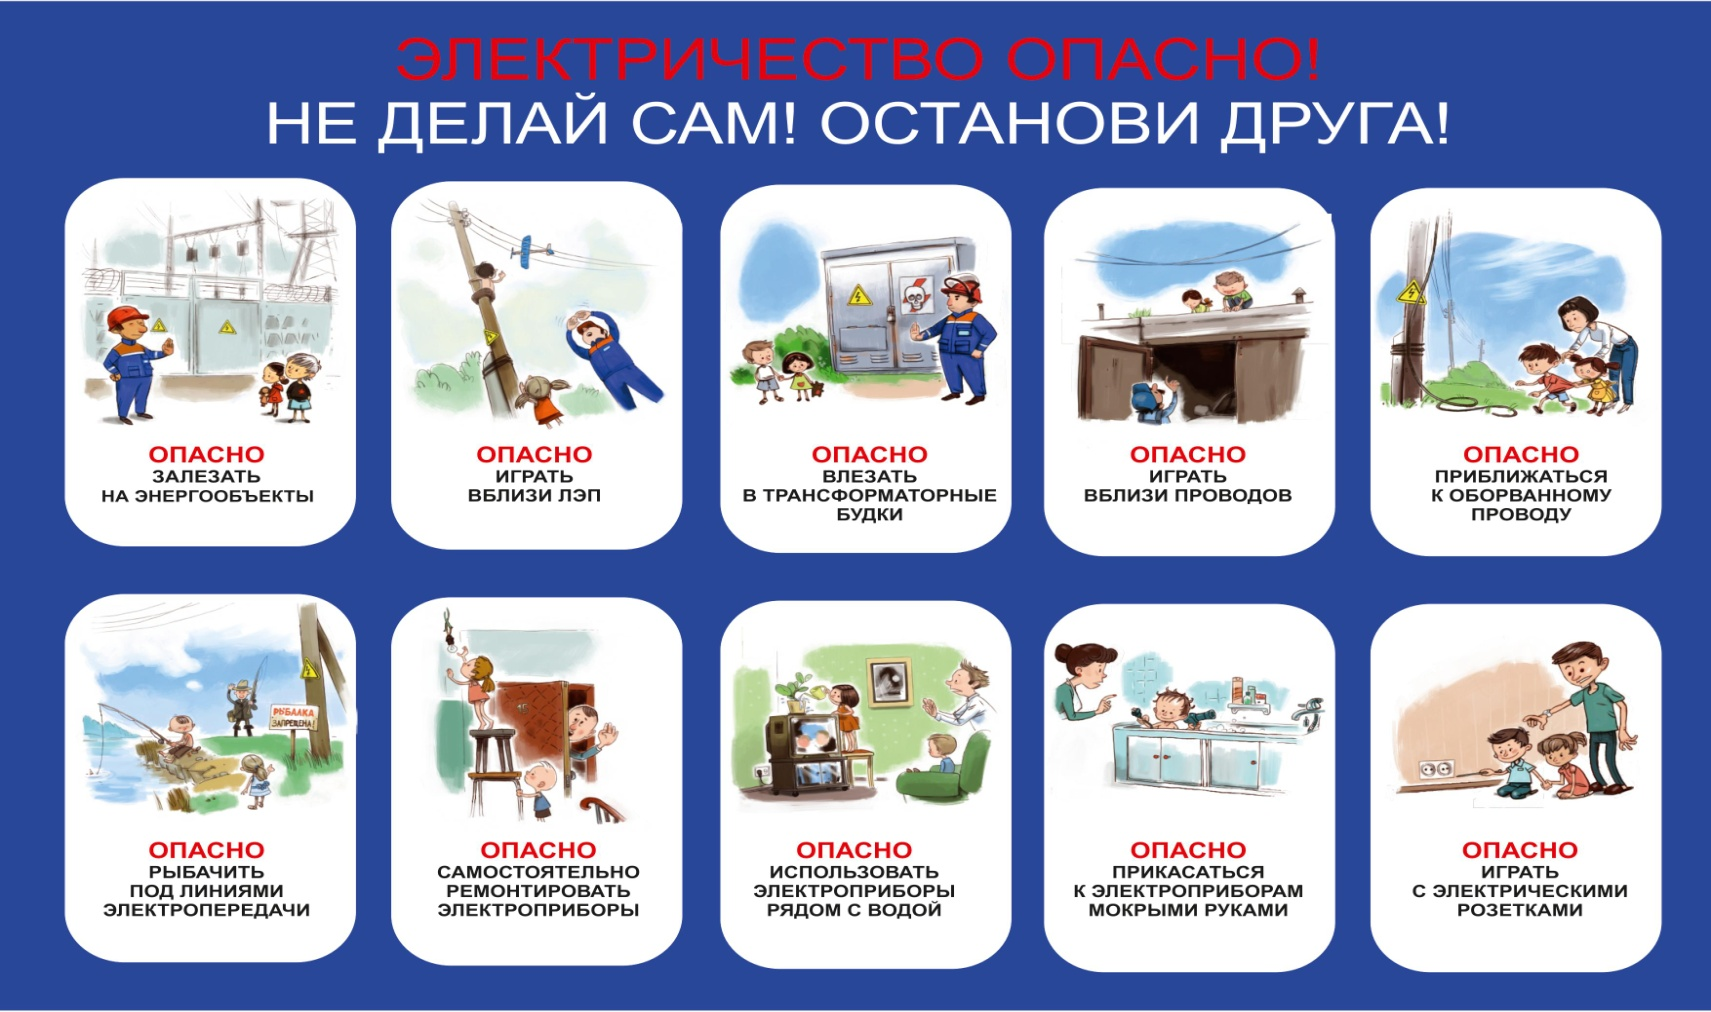 ЭЛЕКТРИЧЕСТВО ОПАСНО!
НЕ ДЕЛАЙ САМ! ОСТАНОВИ ДРУГА!
ОПАСНО
ЗАЛЕЗАТЬ
НА ЭНЕРГООБЪЕКТЫ
ОПАСНО
ИГРАТЬ
ВБЛИЗИ ЛЭП
ОПАСНО
ВЛЕЗАТЬ
В ТРАНСФОРМАТОРНЫЕ
БУДКИ
ОПАСНО
ИГРАТЬ
ВБЛИЗИ ПРОВОДОВ
ОПАСНО
ПРИБЛИЖАТЬСЯ
К ОБОРВАННОМУ
ПРОВОДУ
РЫБАЛКА
ЗАПРЕЩЕНА!
ОПАСНО
РЫБАЧИТЬ
ПОД ЛИНИЯМИ
ЭЛЕКТРОПЕРЕДАЧИ
ОПАСНО
САМОСТОЯТЕЛЬНО
РЕМОНТИРОВАТЬ
ЭЛЕКТРОПРИБОРЫ
ОПАСНО
ИСПОЛЬЗОВАТЬ
ЭЛЕКТРОПРИБОРЫ
РЯДОМ С ВОДОЙ
ОПАСНО
ПРИКАСАТЬСЯ
К ЭЛЕКТРОПРИБОРАМ
МОКРЫМИ РУКАМИ
ОПАСНО
ИГРАТЬ
С ЭЛЕКТРИЧЕСКИМИ
РОЗЕТКАМИ